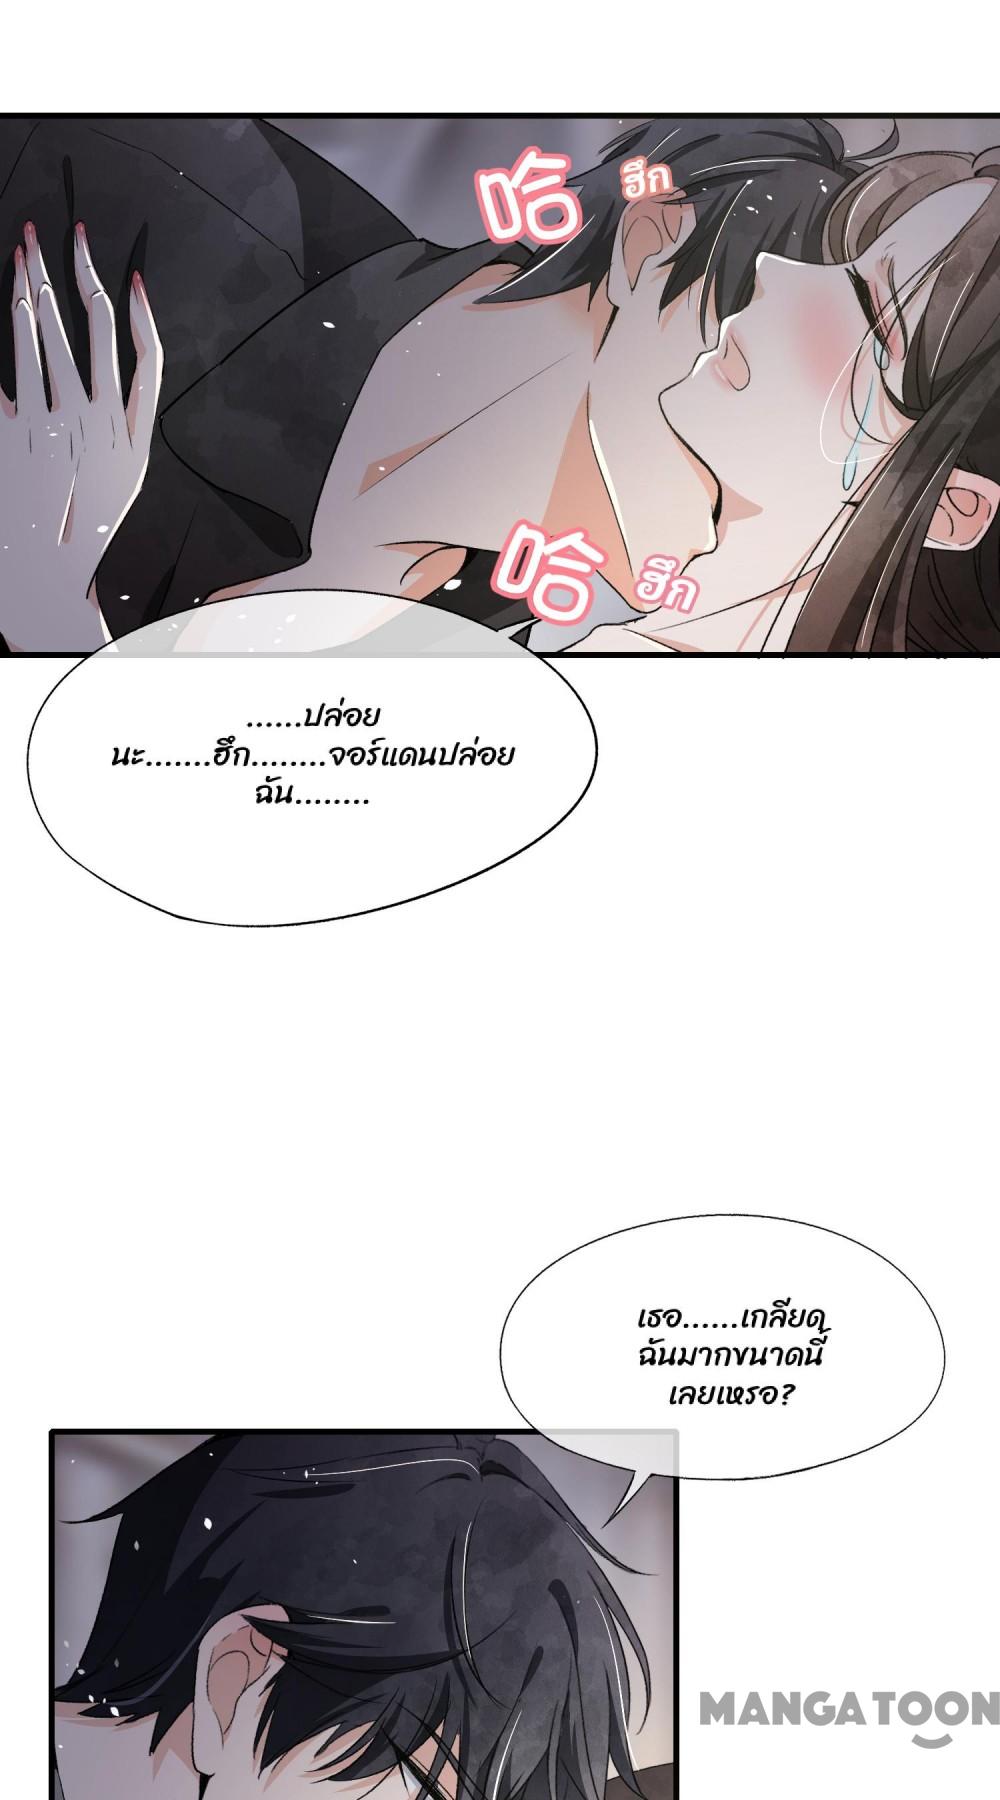 哈
ฮึก
哈
ฮึก
......ปล่อย
นะ.......ฮึก........จอร์แดนปล่อย
ฉัน........
เธอ......เกลียด
ฉันมากขนาดนี้
เลยเหรอ?
MANGATOON